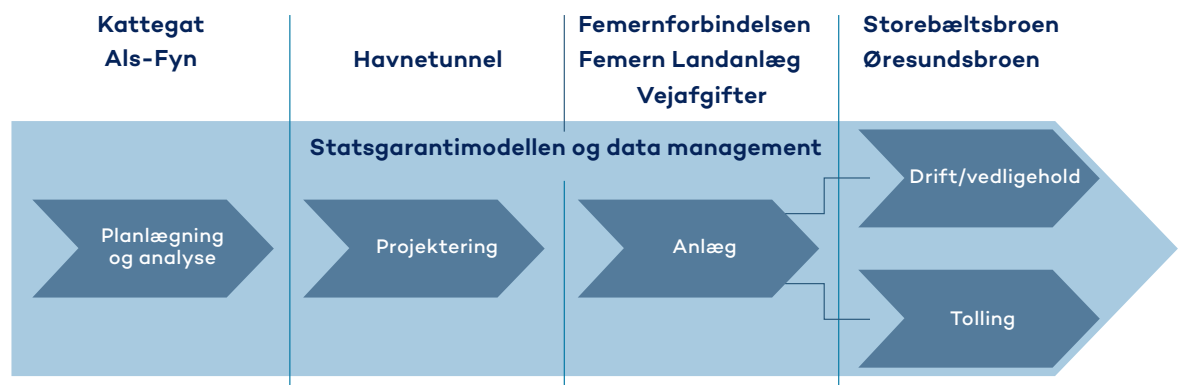 Kattegat
Als-Fyn
Havnetunnel
Femernforbindelsen
Femern Landanlæg
Vejafgifter
Storebæltsbroen
Øresundsbroen
Statsgarantimodellen og data management
Planlægning
og analyse
Projektering
Anlæg
Drift/vedligehold
Tolling